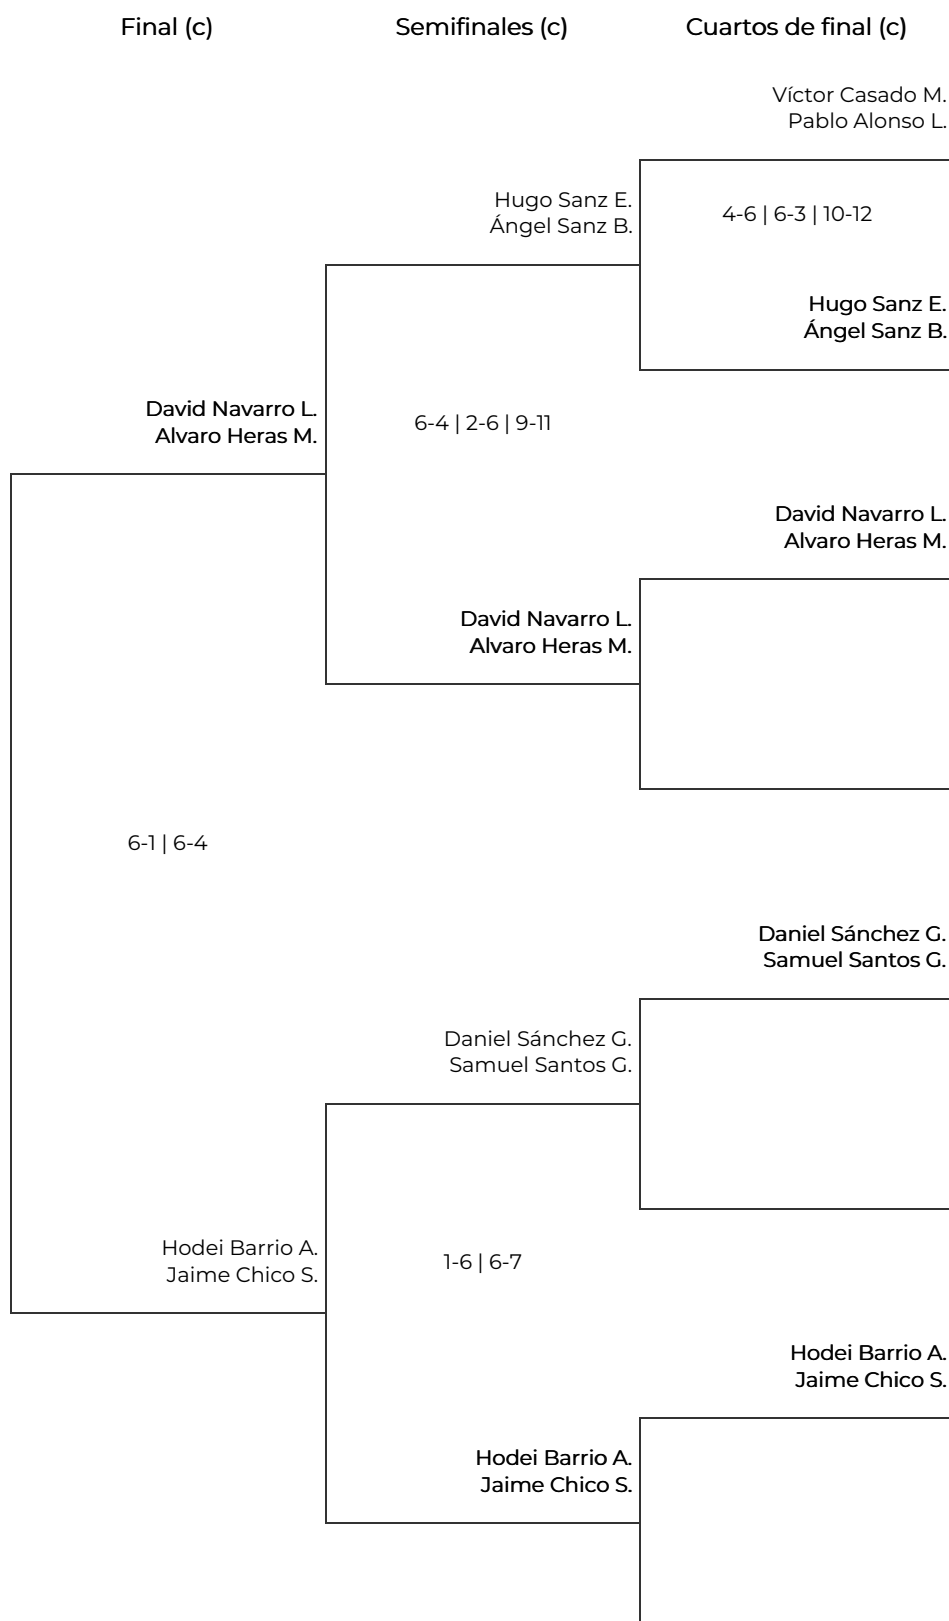 Final (c)
Semifinales (c)
Cuartos de final (c)
Víctor Casado M.
Pablo Alonso L.
Hugo Sanz E.
Ángel Sanz B.
4-6 | 6-3 | 10-12
Hugo Sanz E.
Ángel Sanz B.
David Navarro L.
Alvaro Heras M.
6-4 | 2-6 | 9-11
David Navarro L.
Alvaro Heras M.
David Navarro L.
Alvaro Heras M.
6-1 | 6-4
Daniel Sánchez G.
Samuel Santos G.
Daniel Sánchez G.
Samuel Santos G.
Hodei Barrio A.
Jaime Chico S.
1-6 | 6-7
Hodei Barrio A.
Jaime Chico S.
Hodei Barrio A.
Jaime Chico S.